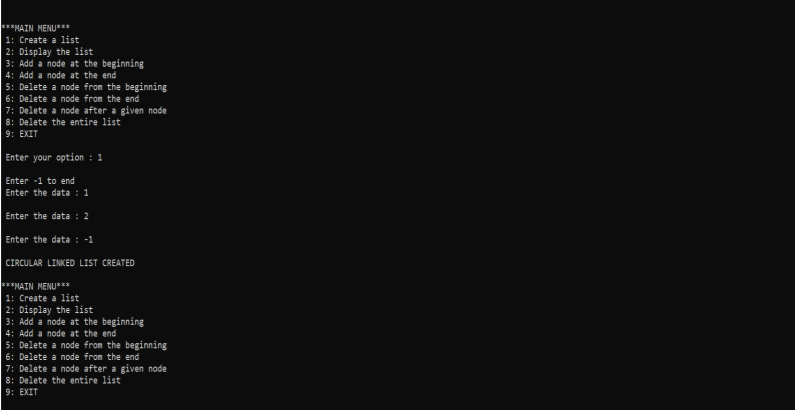 ***MAIN MENU***
1: Create a list
2: Display the list
3: Add a node at the beginning
4: Add a node at the end
5: Delete a node from the beginning
6: Delete a node from the end
7: Delete a node after a given node
8: Delete the entire list
9: EXIT
Enter your option : 1
Enter -1 to end
Enter the data : 1
Enter the data : 2
Enter the data : -1
CIRCULAR LINKED LIST CREATED
***MAIN MENU***
1: Create a list
2: Display the list
3: Add a node at the beginning
4: Add a node at the end
5: Delete a node from the beginning
6: Delete a node from the end
7: Delete a node after a given node
8: Delete the entire list
9: EXIT